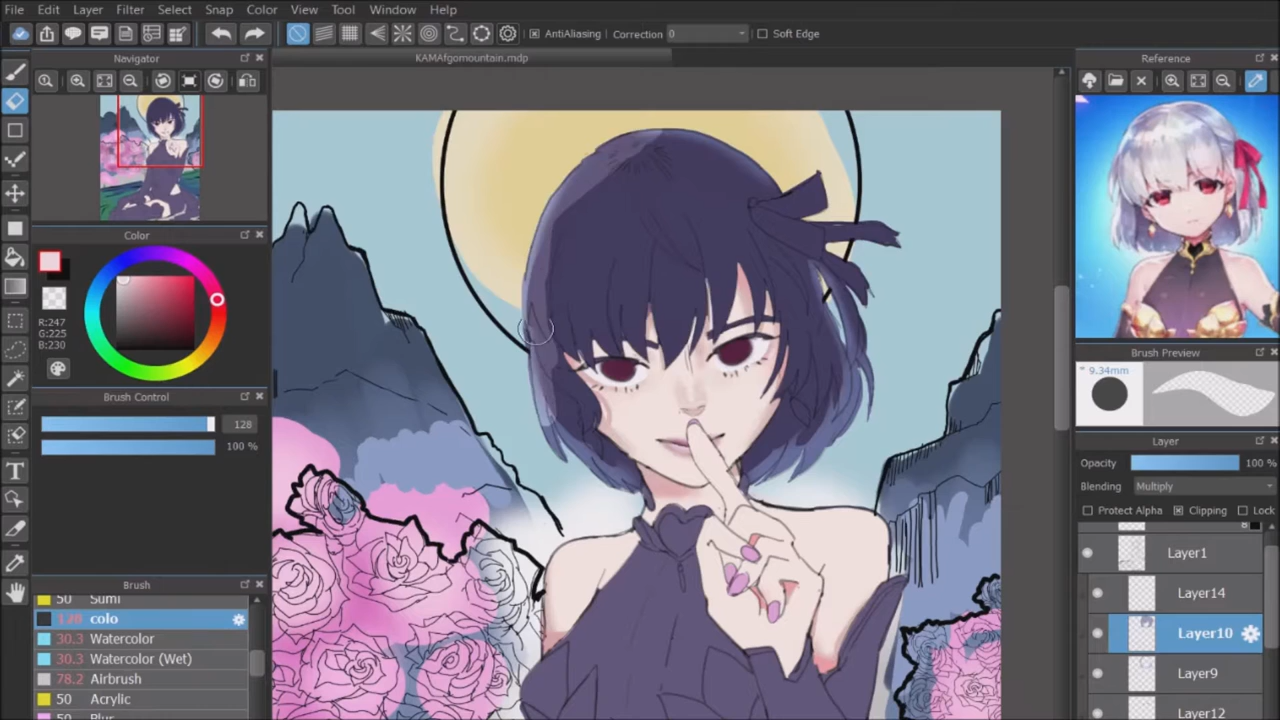 File Edit Layer Filter Select Snap Color View Tool Window Help
AntiAliasing Correction 0 Soft Edge
Navigator
KAMAfgomountain.mdp
Reference
Color
R:247
G:225
B:230
Brush Control
128
100 %
Brush
50 Sumi
128 colo
30.3 Watercolor
30.3 Watercolor (Wet)
78.2 Airbrush
50 Acrylic
50 Blur
Brush Preview
9.34mm
Layer
Opacity 100 %
Blending Multiply
Protect Alpha Clipping Lock
Layer1
Layer14
Layer10
Layer9
Layer12